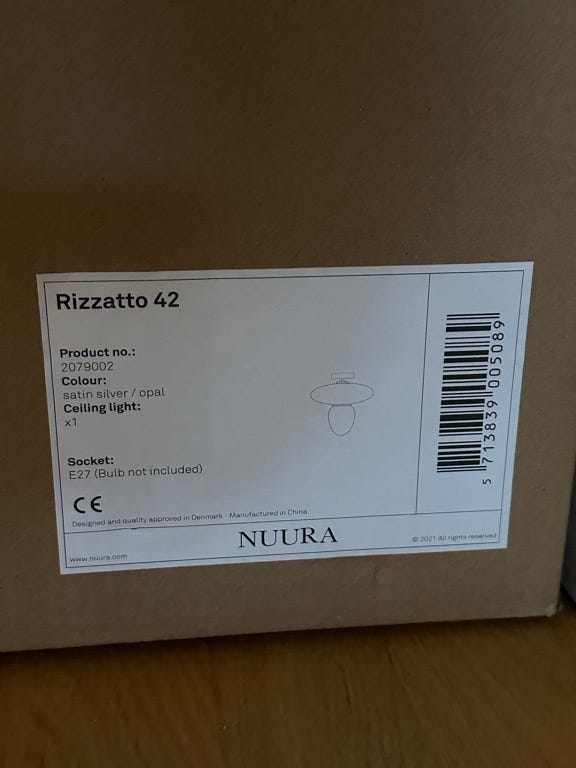 Rizzatto 42
Product no.:
2079002
Colour:
satin silver / opal
Ceiling light:
x1
Socket:
E27 (Bulb not included)
CE
Designed and quality approved in Denmark - Manufactured in China
www.nuura.com
NUURA
© 2021 All rights reserved
5 713839 005089